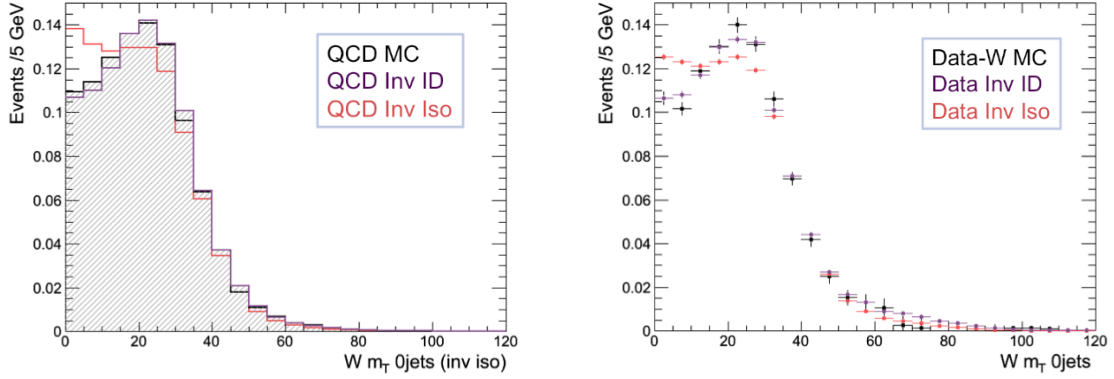 Events /5 GeV
0.14
0.12
0.1
0.08
0.06
0.04
0.02
0
QCD MC
QCD Inv ID
QCD Inv Iso
0 20 40 60 80 100 120
W mT 0jets (inv iso)
Events /5 GeV
0.14
0.12
0.1
0.08
0.06
0.04
0.02
0
Data-W MC
Data Inv ID
Data Inv Iso
0 20 40 60 80 100 120
W mT 0jets